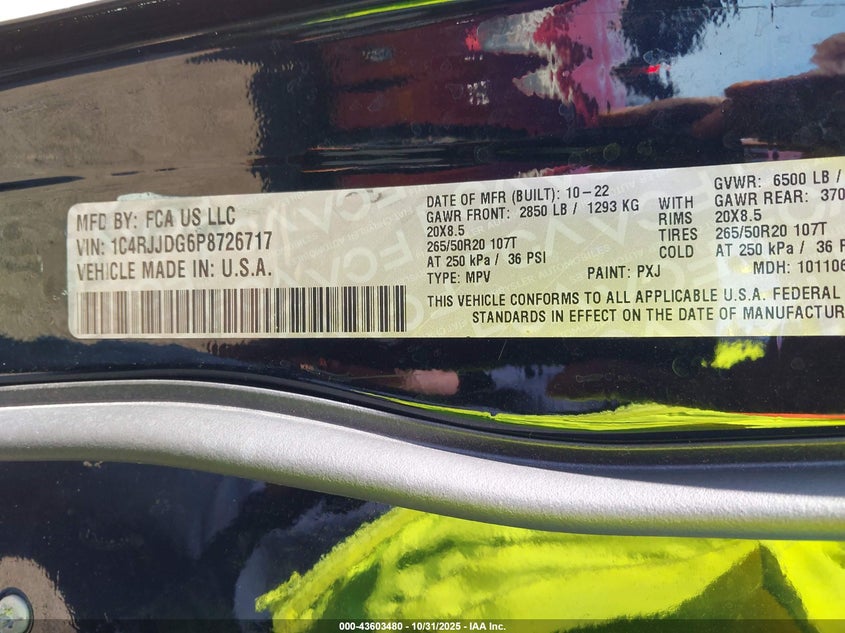 MFD BY: FCA US LLC
VIN: 1C4RJJDG6P8726717
VEHICLE MADE IN: U.S.A.
DATE OF MFR (BUILT): 10-22
GVWR: 6500 LB /
GAWR FRONT: 2850 LB / 1293 KG WITH GAWR REAR: 370
20X8.5 RIMS 20X8.5
265/50R20 107T TIRES 265/50R20 107T
AT 250 kPa / 36 PSI COLD AT 250 kPa / 36 P
TYPE: MPV PAINT: PXJ MDH: 101106
THIS VEHICLE CONFORMS TO ALL APPLICABLE U.S.A. FEDERAL
STANDARDS IN EFFECT ON THE DATE OF MANUFACTUR
000-43603480 - 10/31/2025 - IAA Inc.